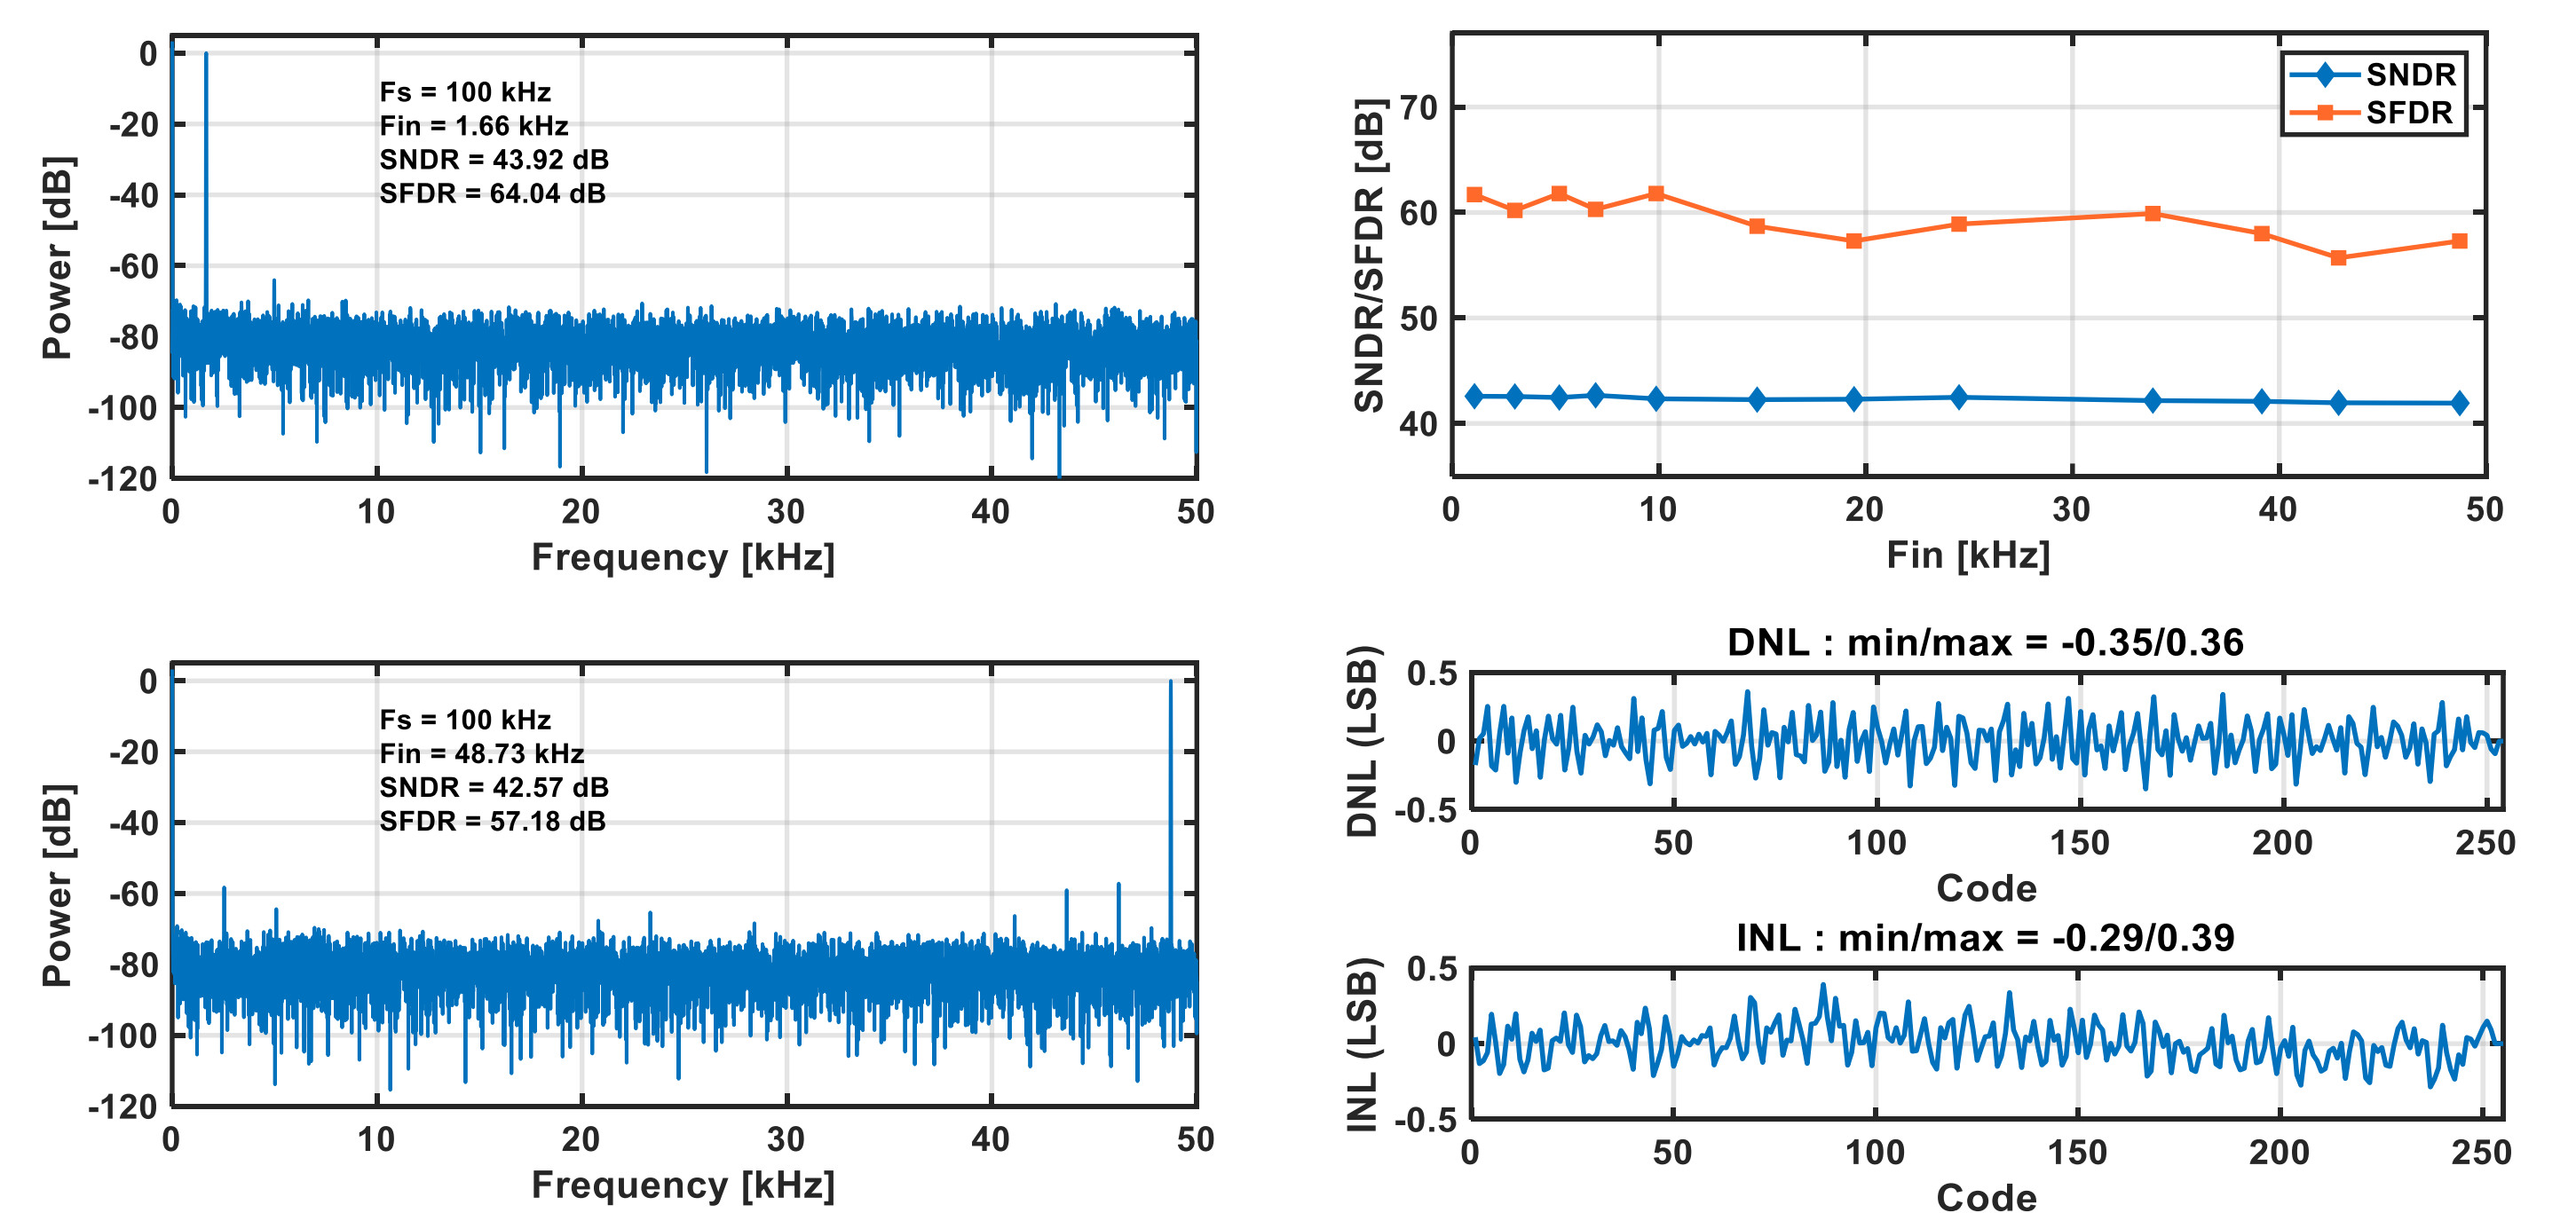 Power [dB]
0
-20
-40
-60
-80
-100
-120
Fs = 100 kHz
Fin = 1.66 kHz
SNDR = 43.92 dB
SFDR = 64.04 dB
0 10 20 30 40 50
Frequency [kHz]
SNDR/SFDR [dB]
70
60
50
40
SNDR
SFDR
0 10 20 30 40 50
Fin [kHz]
Power [dB]
0
-20
-40
-60
-80
-100
-120
Fs = 100 kHz
Fin = 48.73 kHz
SNDR = 42.57 dB
SFDR = 57.18 dB
0 10 20 30 40 50
Frequency [kHz]
DNL : min/max = -0.35/0.36
DNL (LSB)
0.5
0
-0.5
0 50 100 150 200 250
Code
INL : min/max = -0.29/0.39
INL (LSB)
0.5
0
-0.5
0 50 100 150 200 250
Code